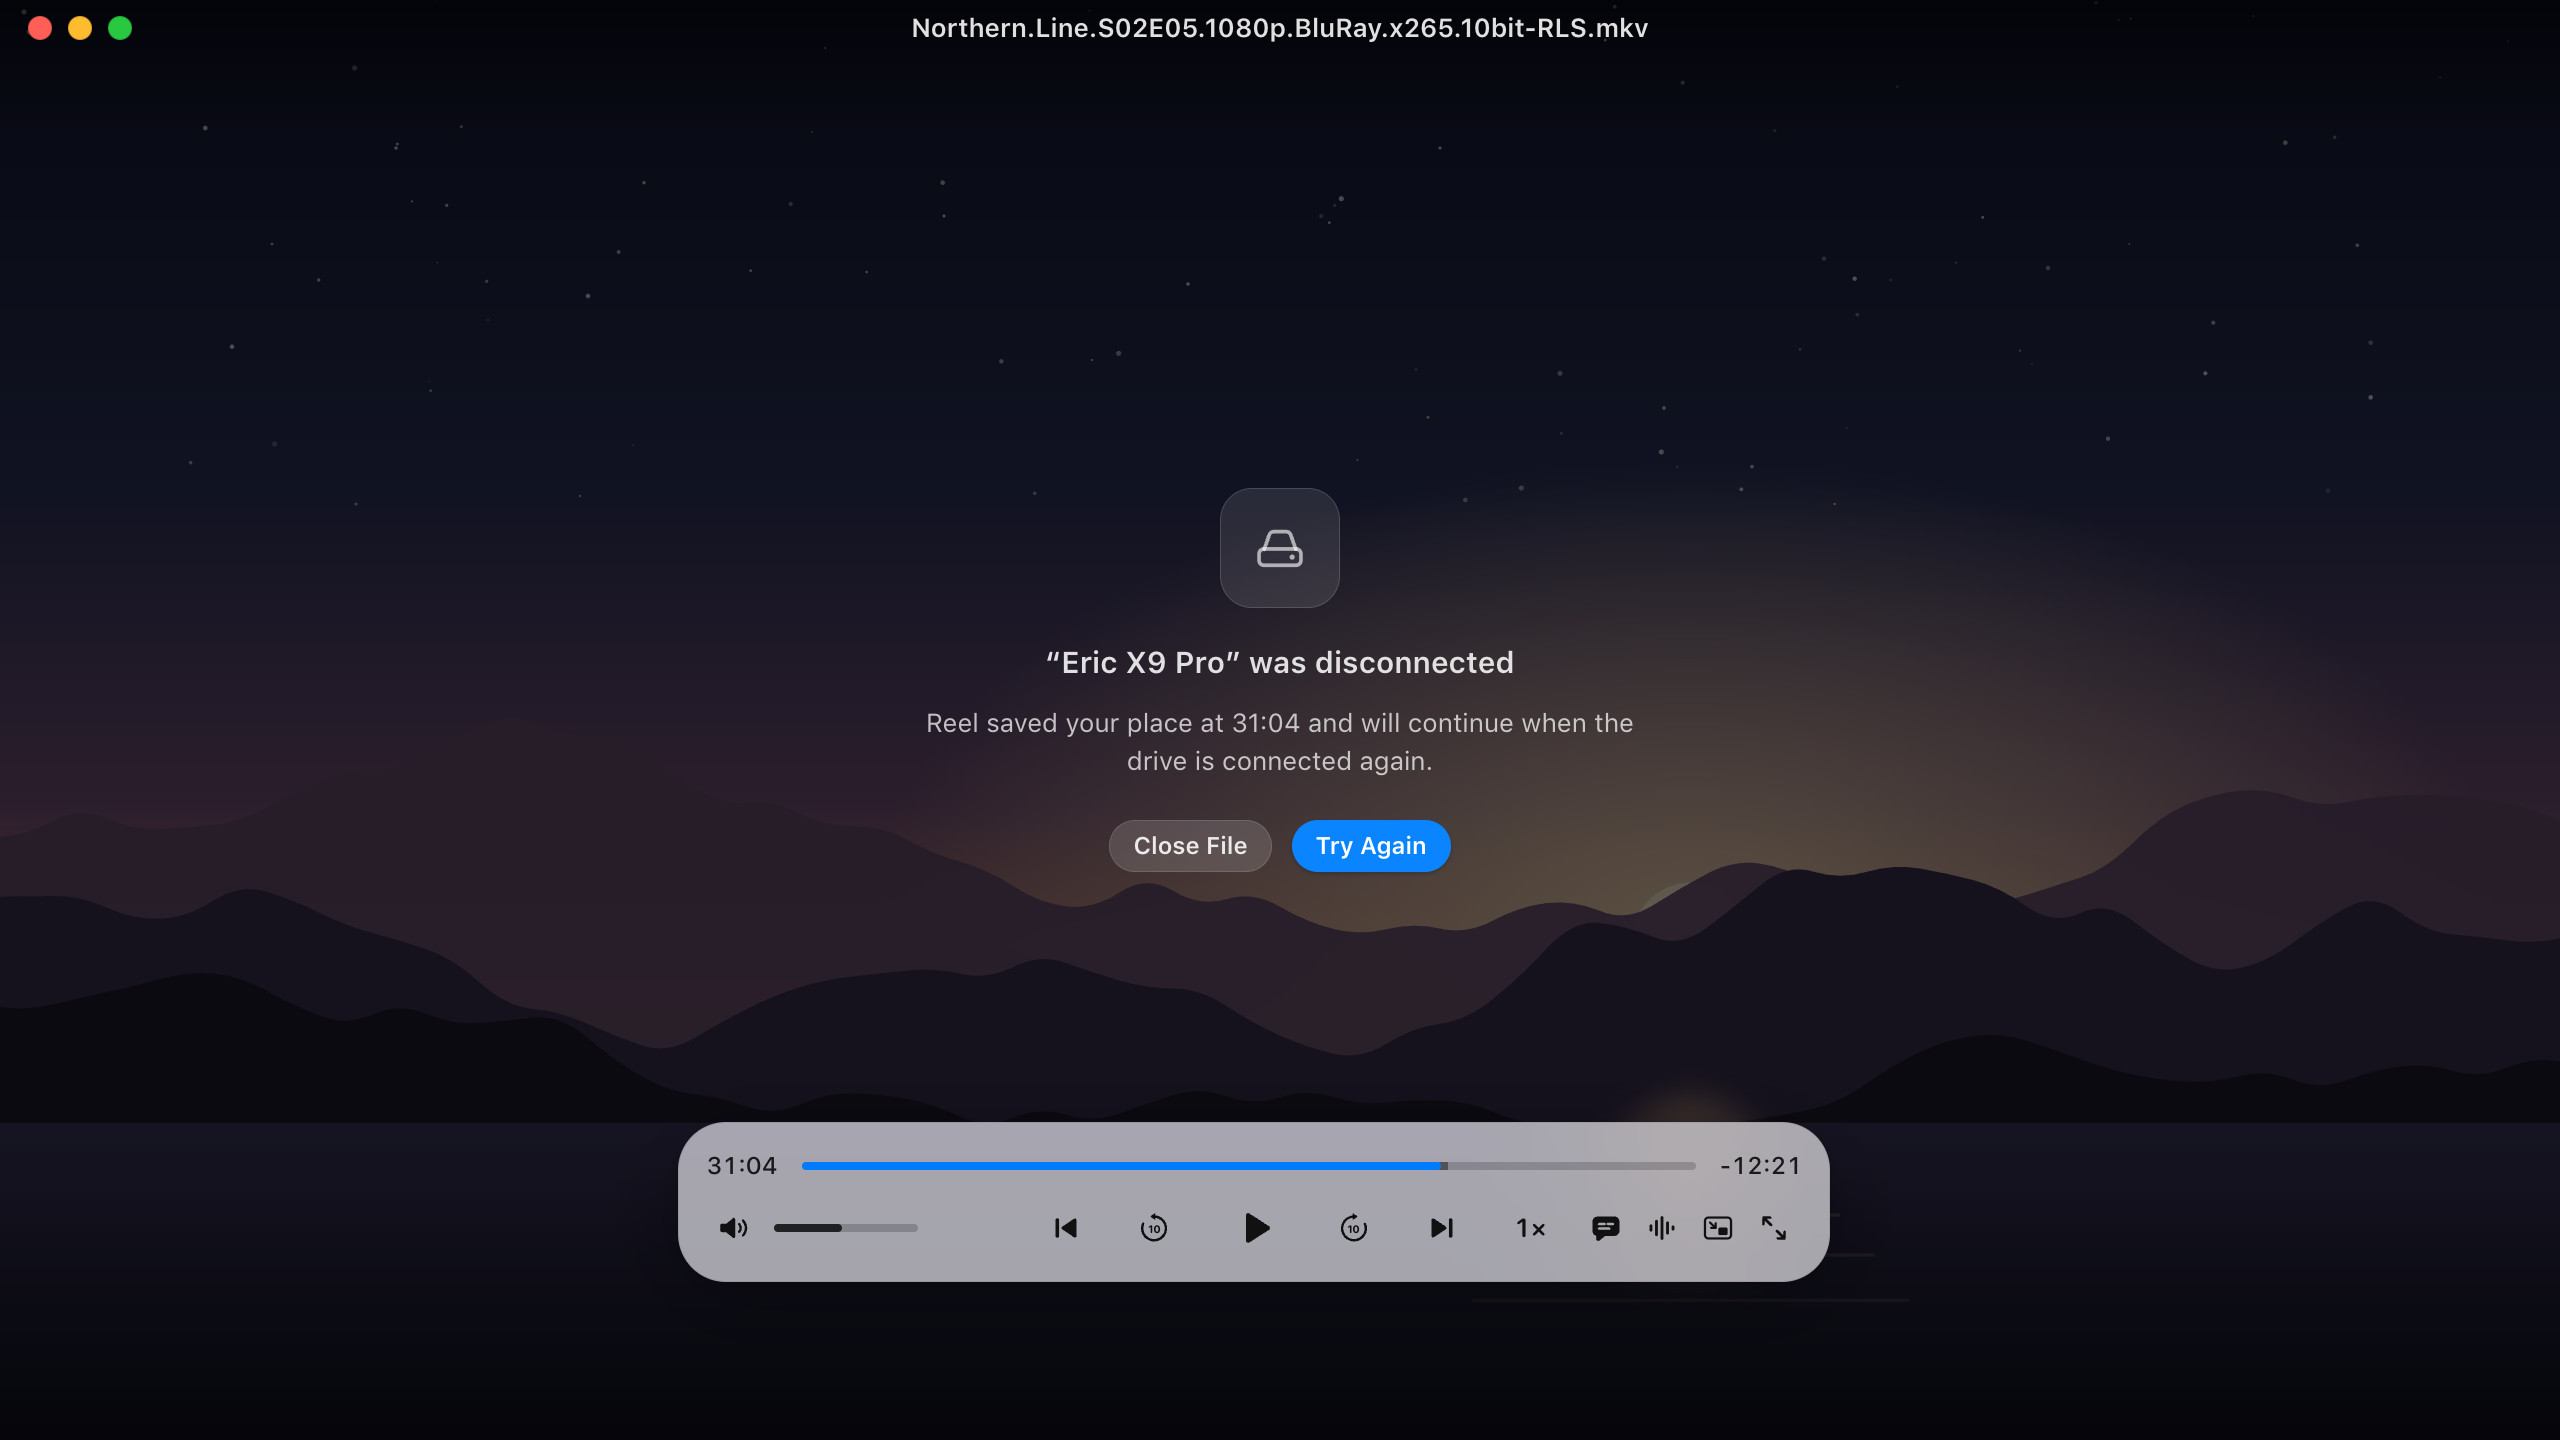 Northern.Line.S02E05.1080p.BluRay.x265.10bit-RLS.mkv
“Eric X9 Pro” was disconnected
Reel saved your place at 31:04 and will continue when the
drive is connected again.
Close File
Try Again
31:04
-12:21
10
10
1×